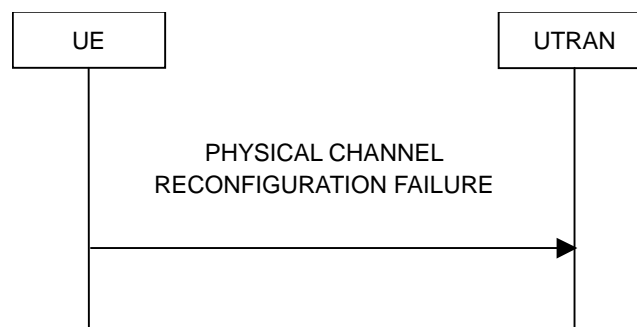 UE
UTRAN
PHYSICAL CHANNEL
RECONFIGURATION FAILURE